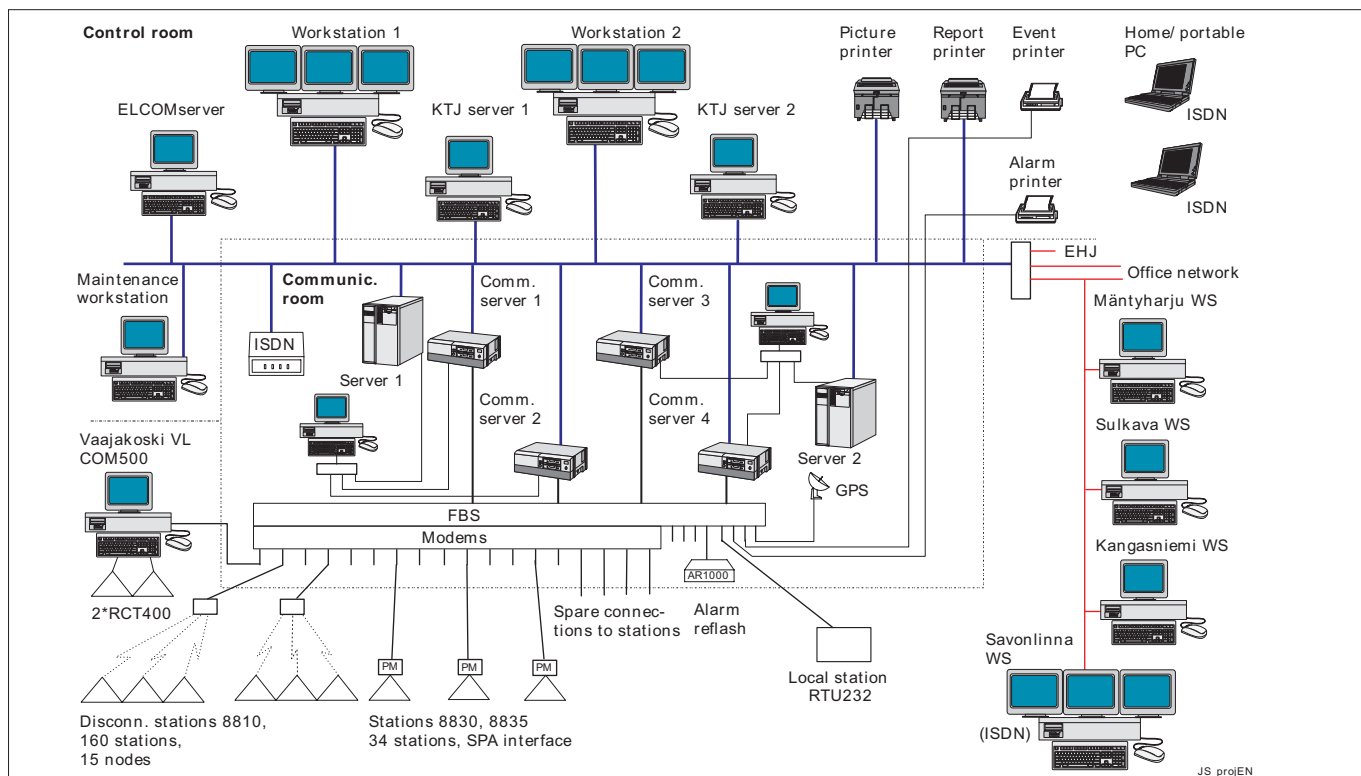 Control room
Workstation 1
Workstation 2
Picture
printer
Report
printer
Event
printer
Home/ portable
PC
ELCOMserver
KTJ server 1
KTJ server 2
ISDN
Alarm
printer
ISDN
EHJ
Office network
Maintenance
workstation
Communic.
room
Comm.
server 1
Comm.
server 3
Mäntyharju WS
ISDN
Server 1
Comm.
server 2
Comm.
server 4
Sulkava WS
Vaajakoski VL
COM500
Server 2
GPS
FBS
Modems
Kangasniemi WS
AR1000
2*RCT400
Spare connec-
tions to stations
Alarm
reflash
Savonlinna
WS
PM
PM
PM
Local station
RTU232
Disconn. stations 8810,
160 stations,
15 nodes
Stations 8830, 8835
34 stations, SPA interface
(ISDN)
JS projEN